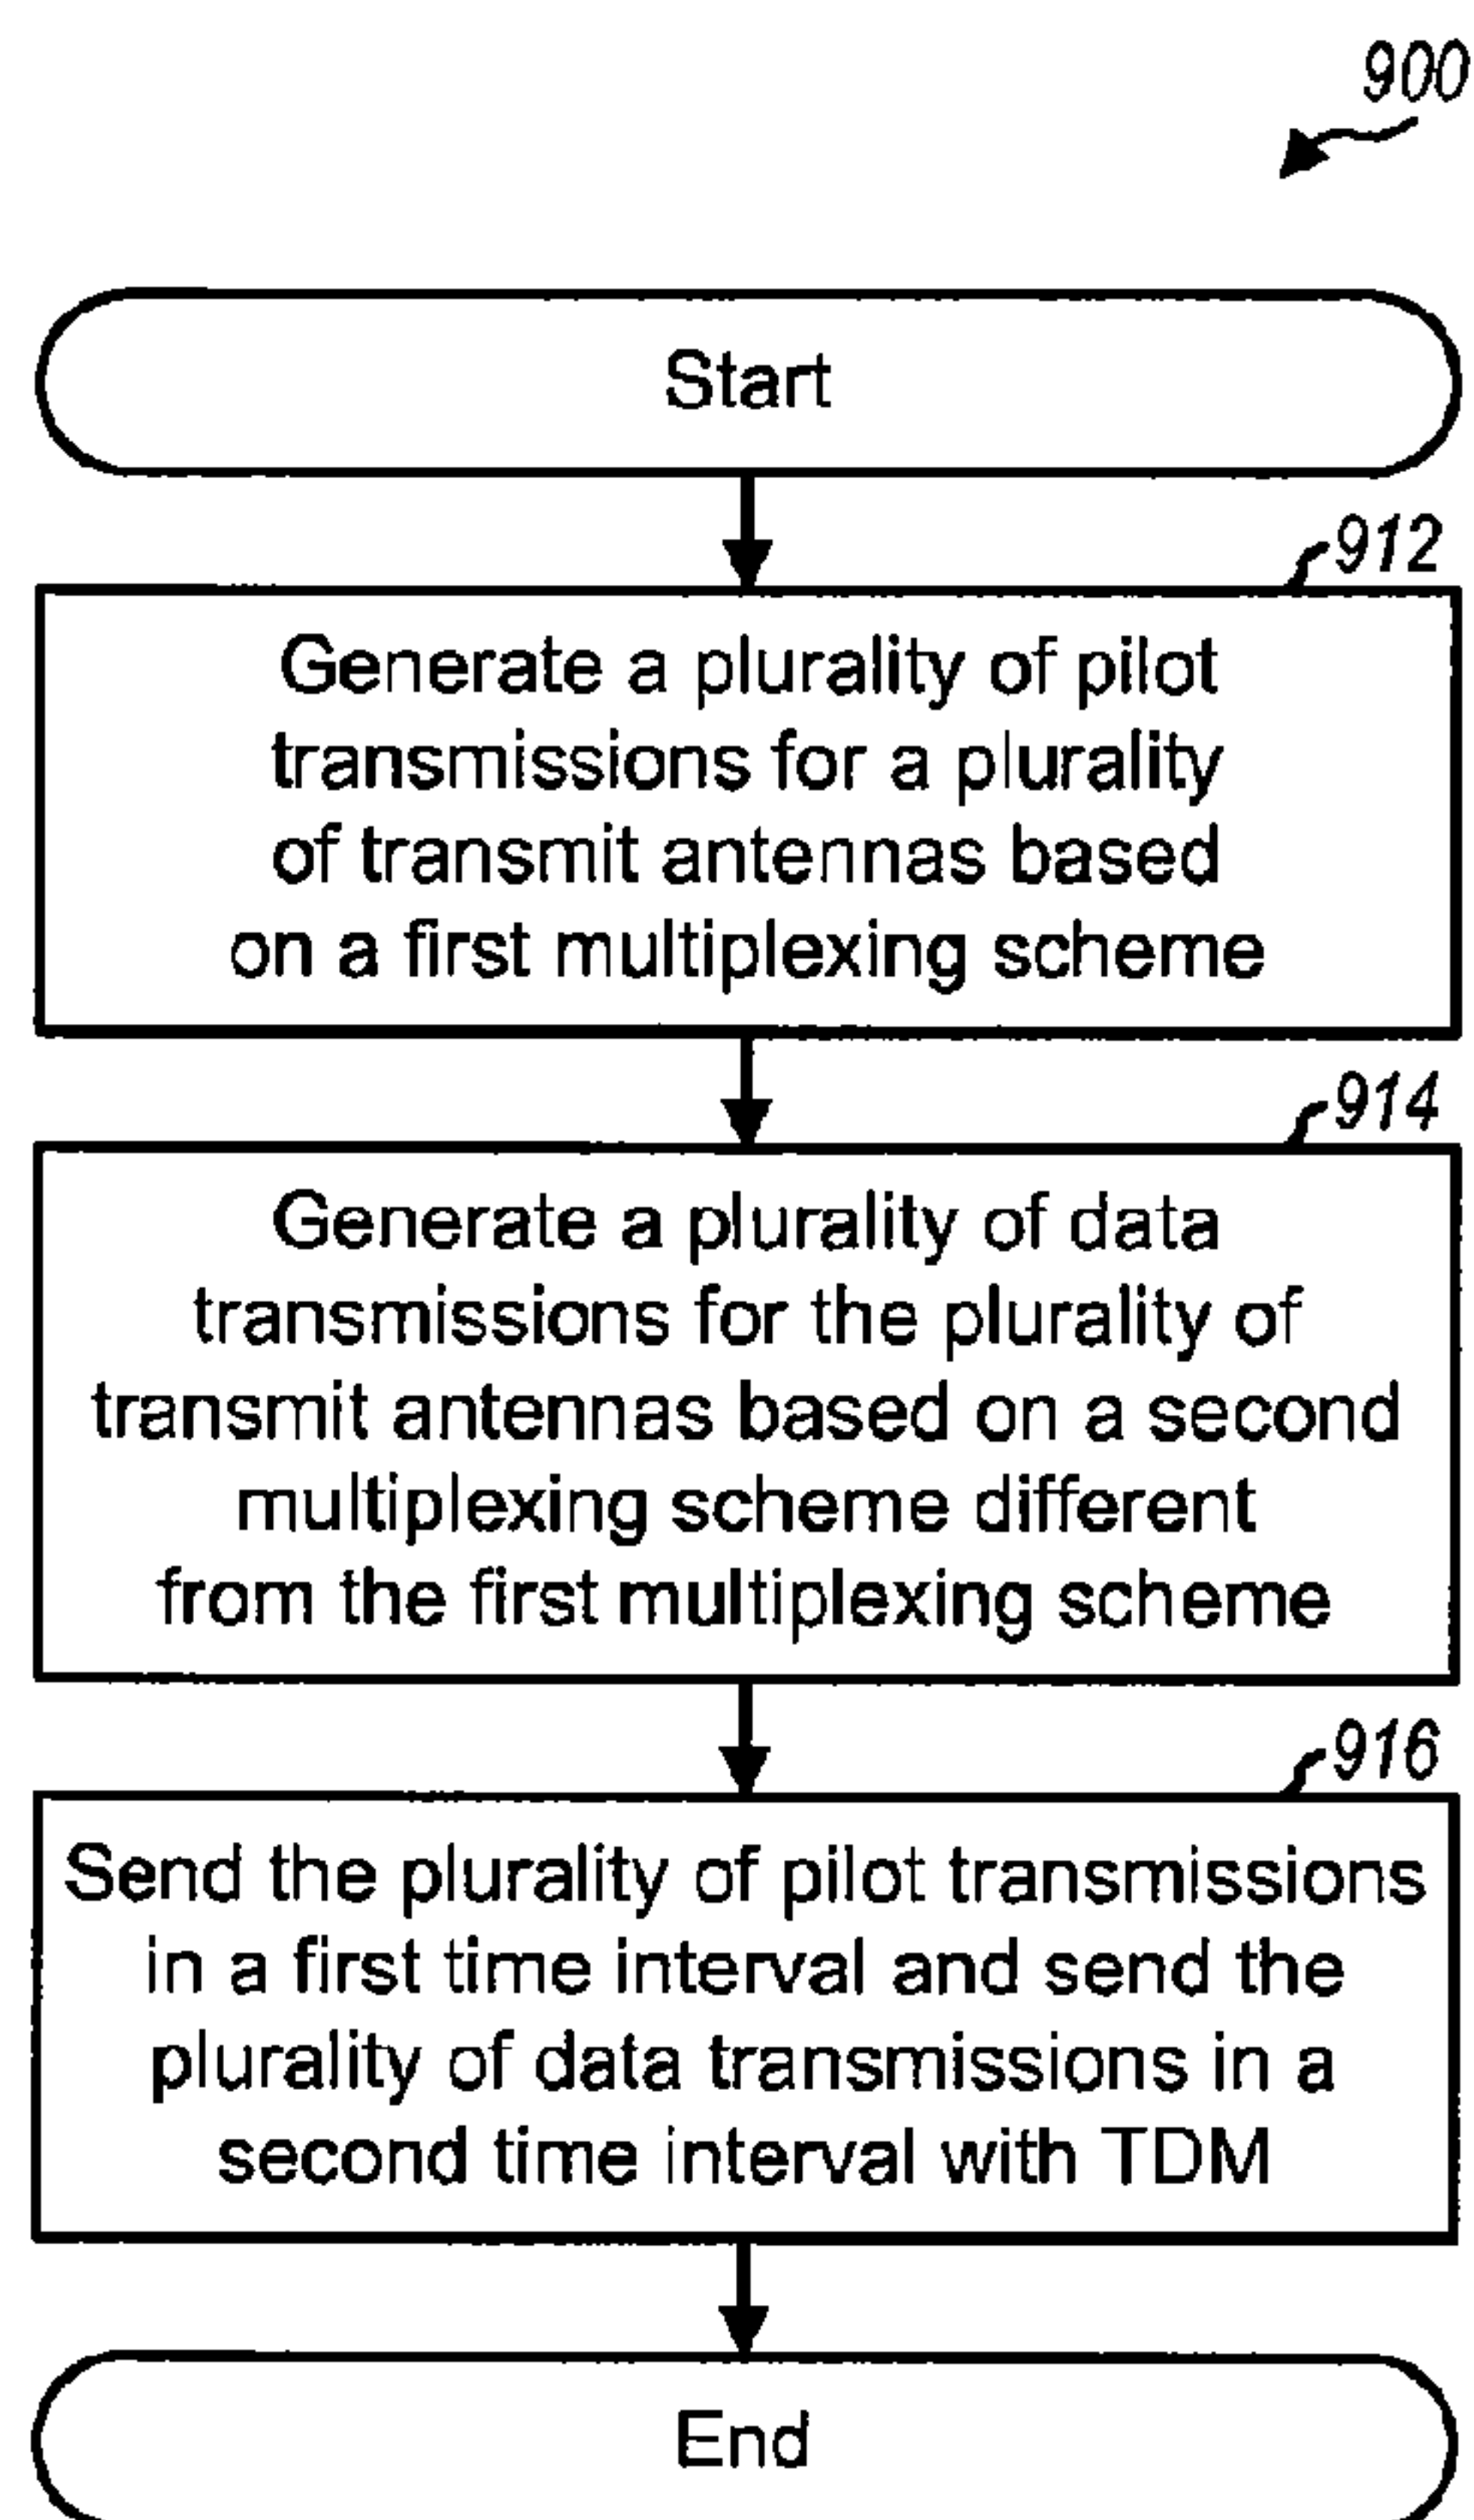 900
Start
912
Generate a plurality of pilot
transmissions for a plurality
of transmit antennas based
on a first multiplexing scheme
914
Generate a plurality of data
transmissions for the plurality of
transmit antennas based on a second
multiplexing scheme different
from the first multiplexing scheme
916
Send the plurality of pilot transmissions
in a first time interval and send the
plurality of data transmissions in a
second time interval with TDM
End